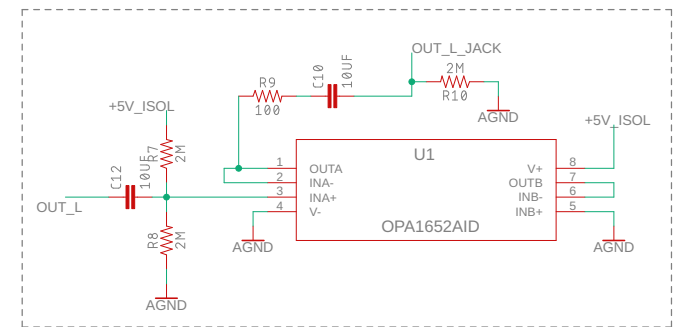 OUT_L_JACK
2M
R10
AGND
C10
10UF
R9
100
+5V_ISOL
R7
2M
C12
10UF
OUT_L
R8
2M
AGND
U1
1 OUTA
2 INA-
3 INA+
4 V-
V+ 8
OUTB 7
INB- 6
INB+ 5
OPA1652AID
AGND
+5V_ISOL
AGND